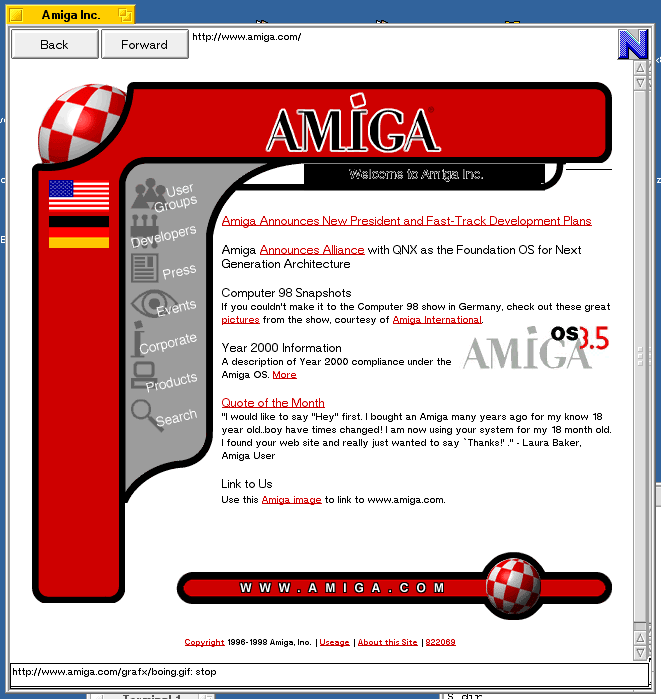 Amiga Inc.
Back
Forward
http://www.amiga.com/
AMIGA
Welcome to Amiga Inc.
User
Groups
Developers
Press
Events
Corporate
Products
Search
Amiga Announces New President and Fast-Track Development Plans
Amiga Announces Alliance with QNX as the Foundation OS for Next
Generation Architecture
Computer 98 Snapshots
If you couldn't make it to the Computer 98 show in Germany, check out these great
pictures from the show, courtesy of Amiga International.
AMIGA OS 3.5
Year 2000 Information
A description of Year 2000 compliance under the
Amiga OS. More
Quote of the Month
"I would like to say "Hey" first. I bought an Amiga many years ago for my know 18
year old..boy have times changed! I am now using your system for my 18 month old.
I found your web site and really just wanted to say `Thanks!' ." - Laura Baker,
Amiga User
Link to Us
Use this Amiga image to link to www.amiga.com.
WWW.AMIGA.COM
Copyright 1996-1998 Amiga, Inc. | Useage | About this Site | 822069
http://www.amiga.com/grafx/boing.gif: stop